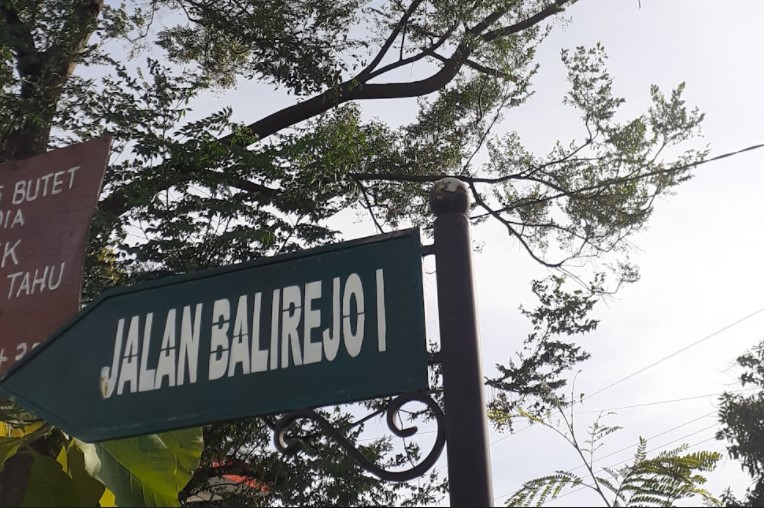 BUTET
DIA
K
TAHU
JALAN BALIREJO I